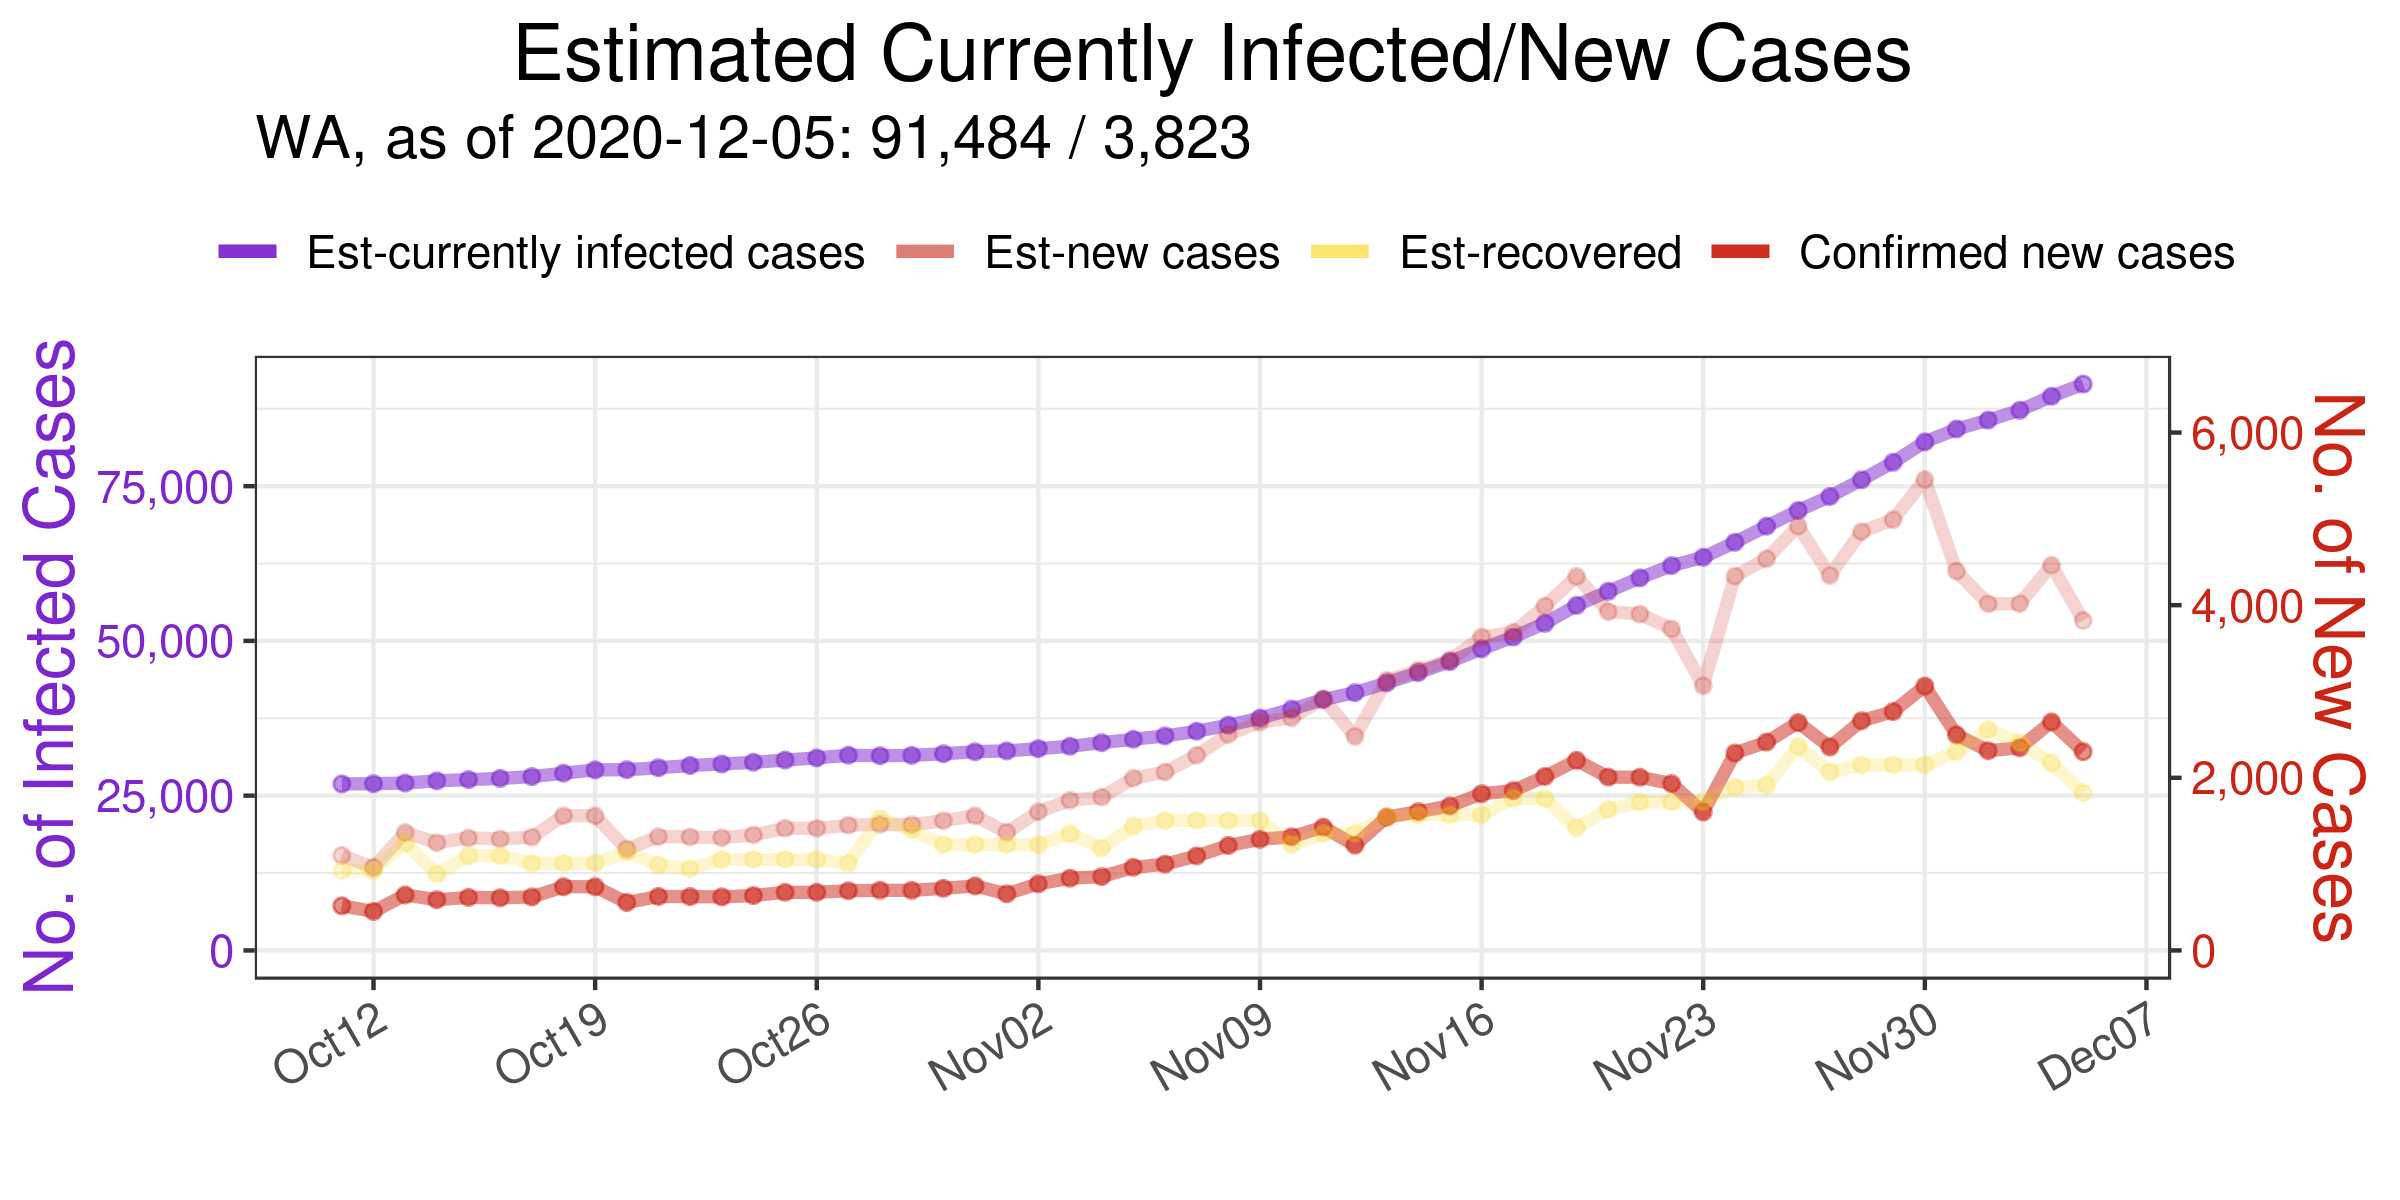 Estimated Currently Infected/New Cases
WA, as of 2020-12-05: 91,484 / 3,823
Est-currently infected cases Est-new cases Est-recovered Confirmed new cases
No. of Infected Cases
75,000
50,000
25,000
0
6,000
4,000
2,000
0
No. of New Cases
Oct12 Oct19 Oct26 Nov02 Nov09 Nov16 Nov23 Nov30 Dec07